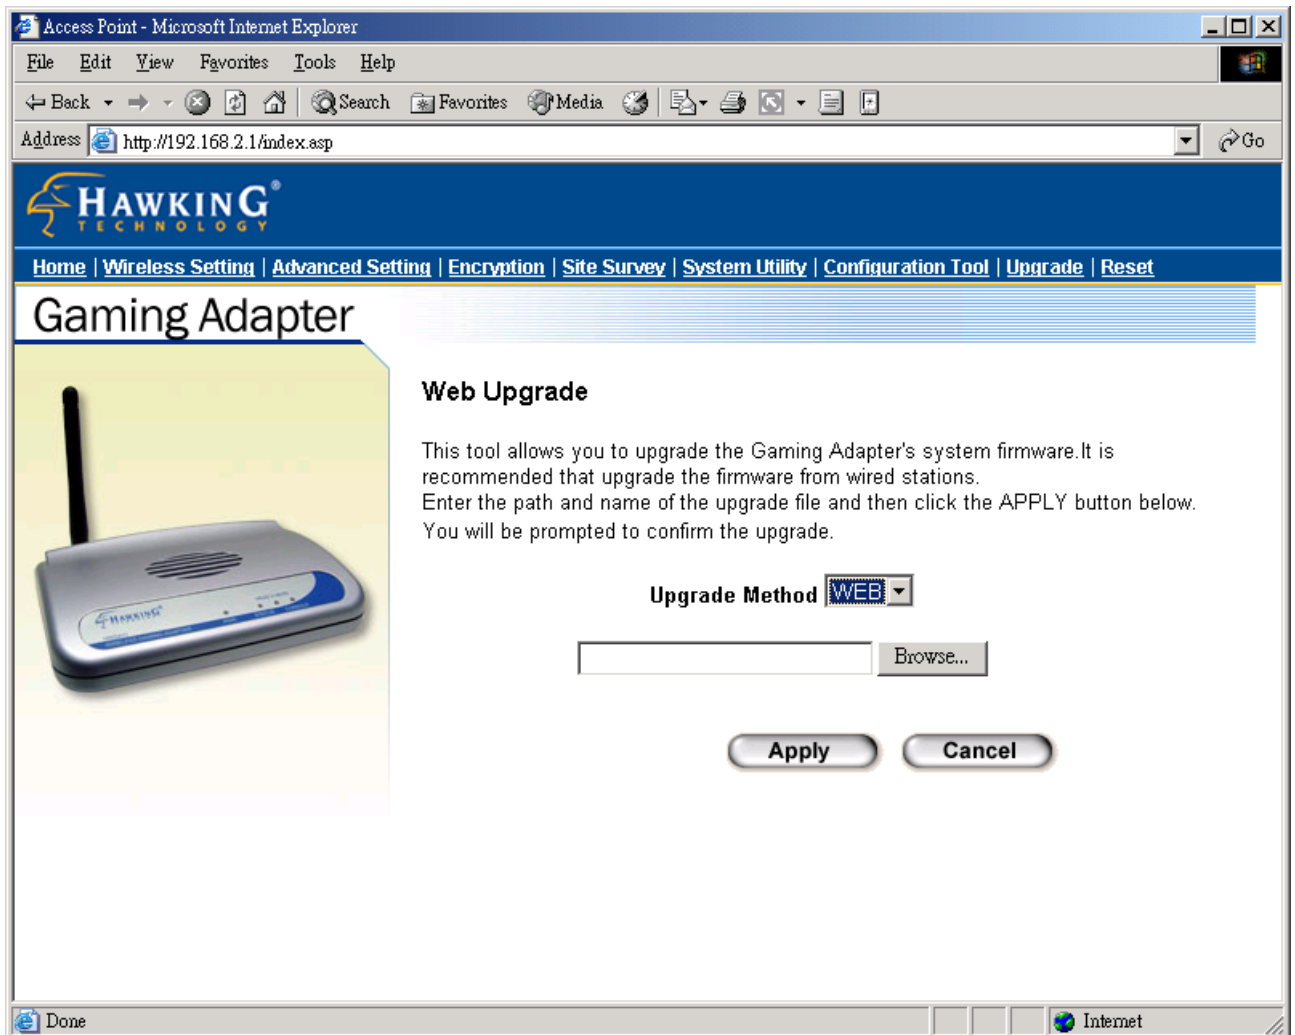 Access Point - Microsoft Internet Explorer
File Edit View Favorites Tools Help
Back Search Favorites Media
Address http://192.168.2.1/index.asp Go
HAWKING®
TECHNOLOGY
Home | Wireless Setting | Advanced Setting | Encryption | Site Survey | System Utility | Configuration Tool | Upgrade | Reset
Gaming Adapter
Web Upgrade
This tool allows you to upgrade the Gaming Adapter's system firmware.It is
recommended that upgrade the firmware from wired stations.
Enter the path and name of the upgrade file and then click the APPLY button below.
You will be prompted to confirm the upgrade.
Upgrade Method WEB
Browse...
HAWKING
Apply Cancel
Done Internet